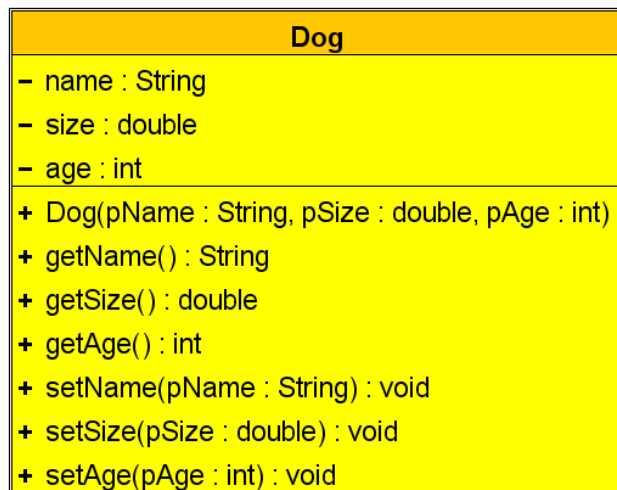 Dog
− name : String
− size : double
− age : int
+ Dog(pName : String, pSize : double, pAge : int)
+ getName() : String
+ getSize() : double
+ getAge() : int
+ setName(pName : String) : void
+ setSize(pSize : double) : void
+ setAge(pAge : int) : void